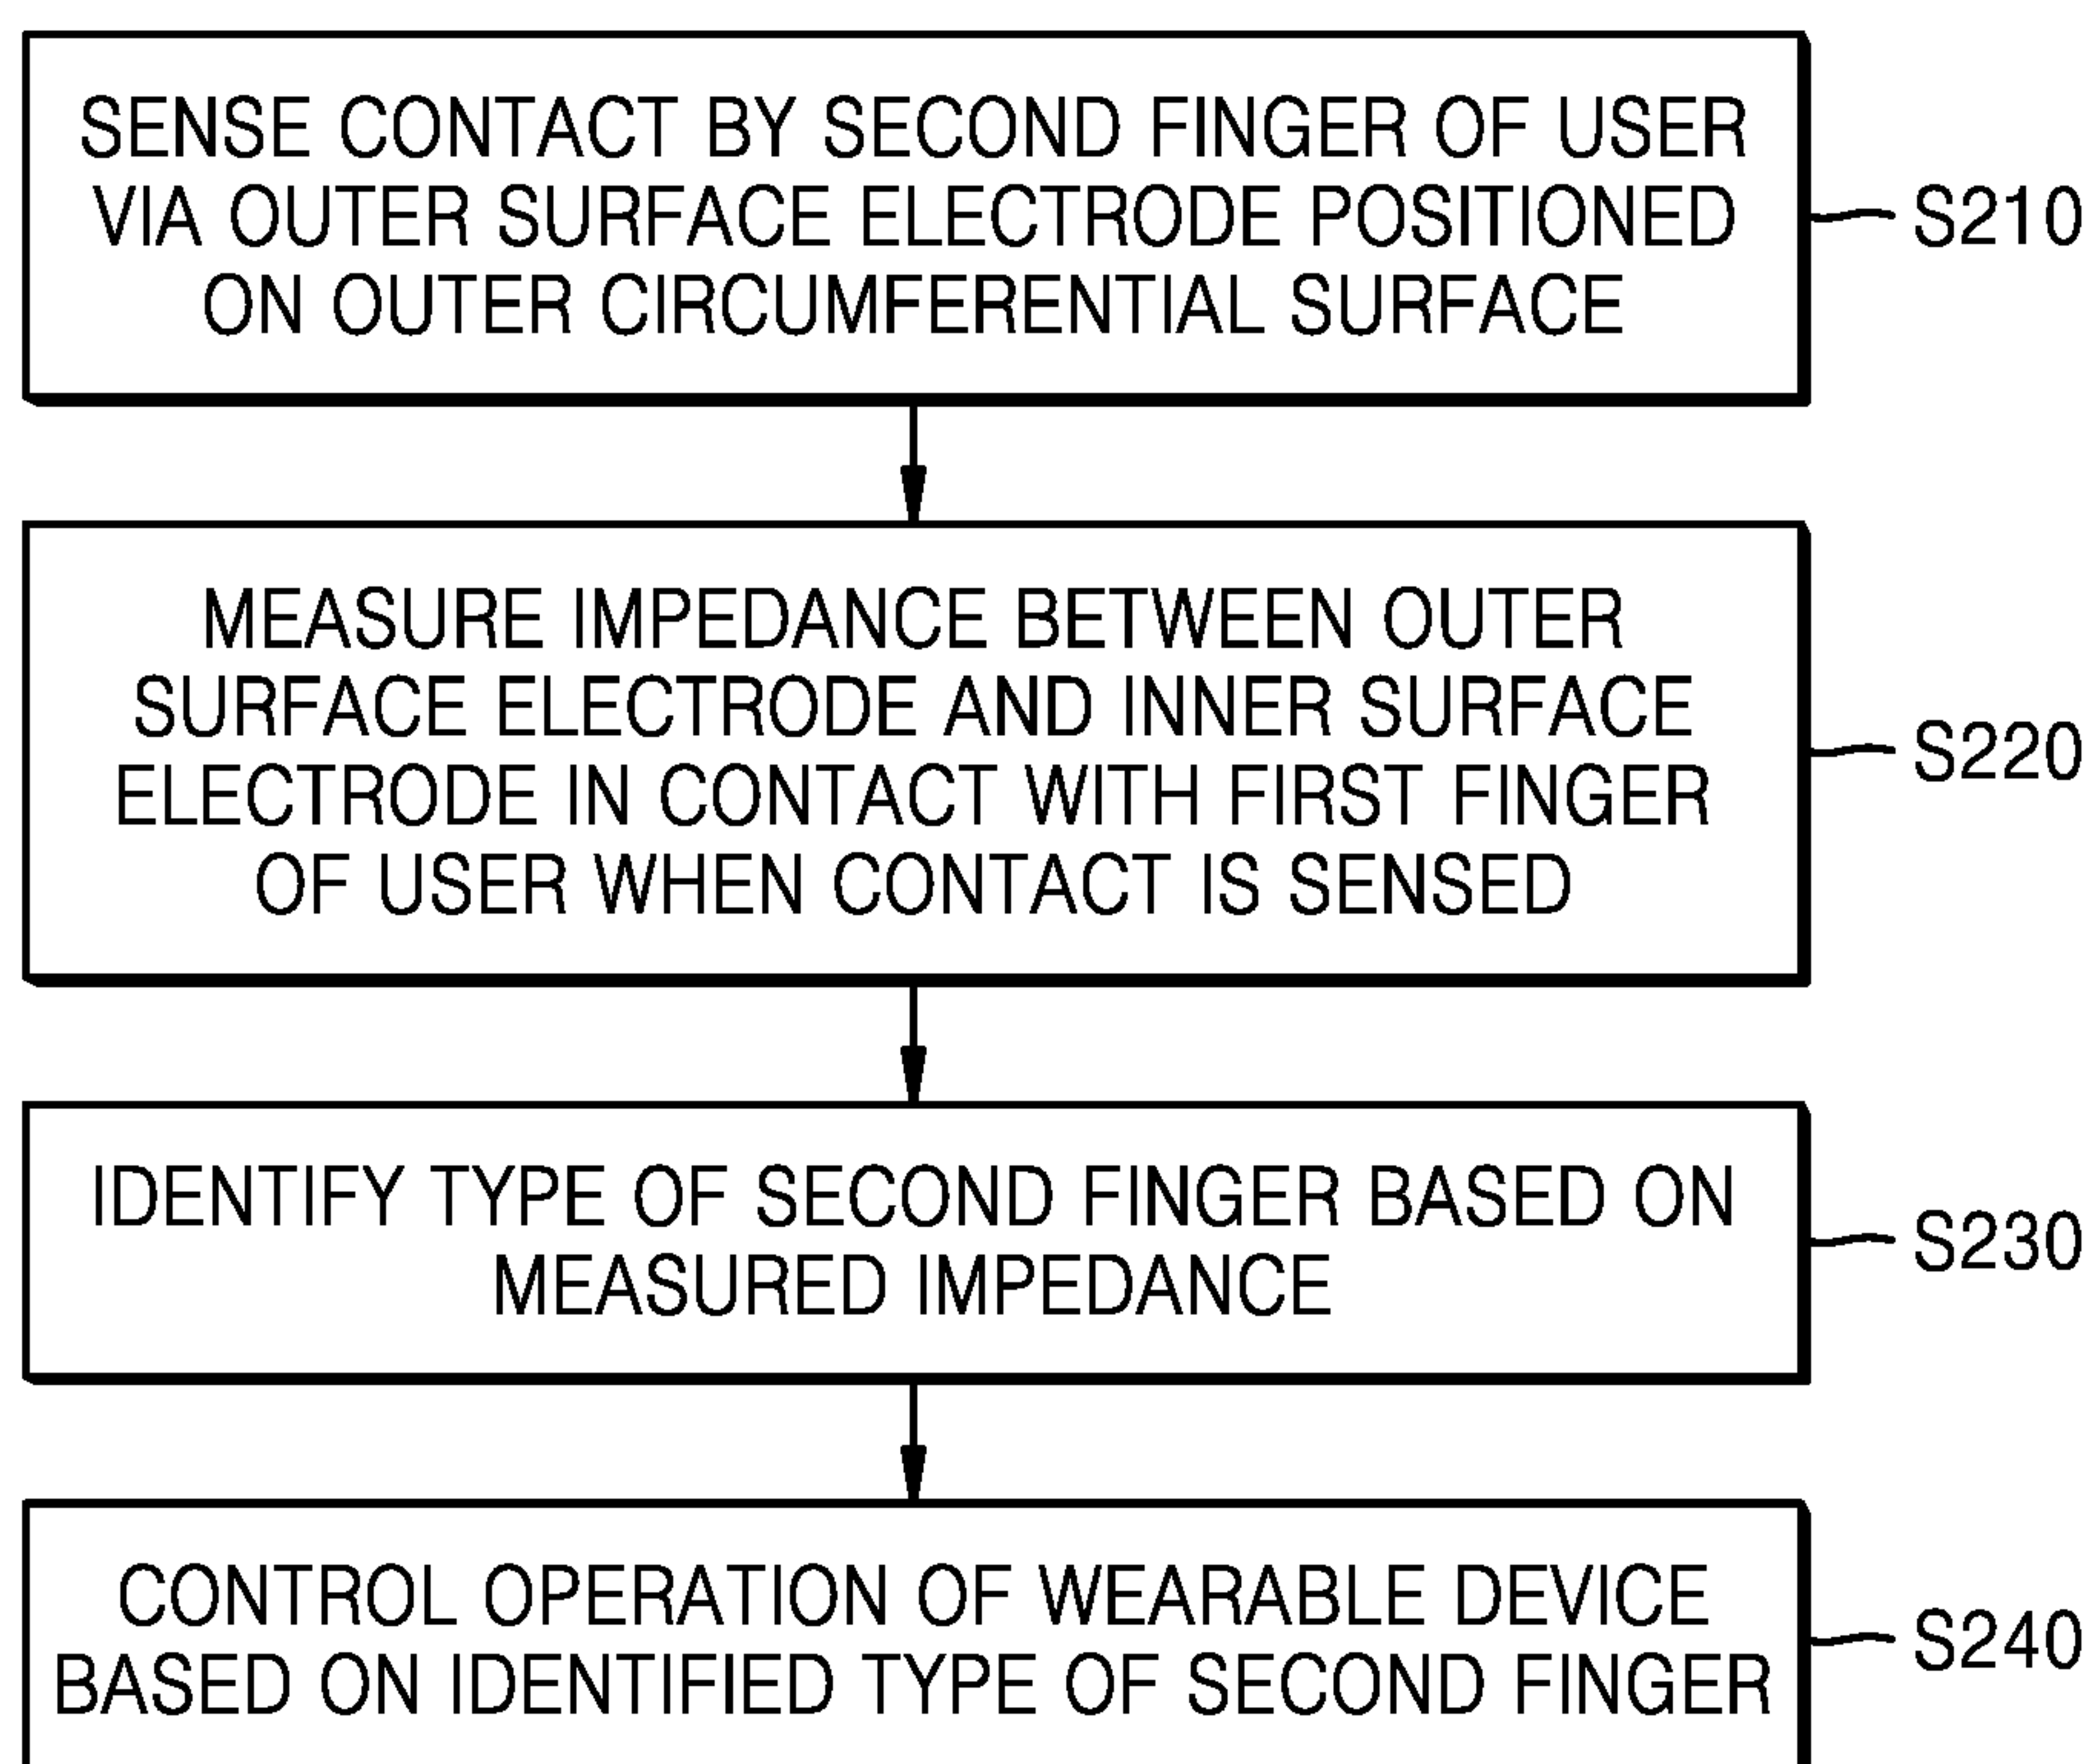 SENSE CONTACT BY SECOND FINGER OF USER
VIA OUTER SURFACE ELECTRODE POSITIONED
ON OUTER CIRCUMFERENTIAL SURFACE
S210
MEASURE IMPEDANCE BETWEEN OUTER
SURFACE ELECTRODE AND INNER SURFACE
ELECTRODE IN CONTACT WITH FIRST FINGER
OF USER WHEN CONTACT IS SENSED
S220
IDENTIFY TYPE OF SECOND FINGER BASED ON
MEASURED IMPEDANCE
S230
CONTROL OPERATION OF WEARABLE DEVICE
BASED ON IDENTIFIED TYPE OF SECOND FINGER
S240